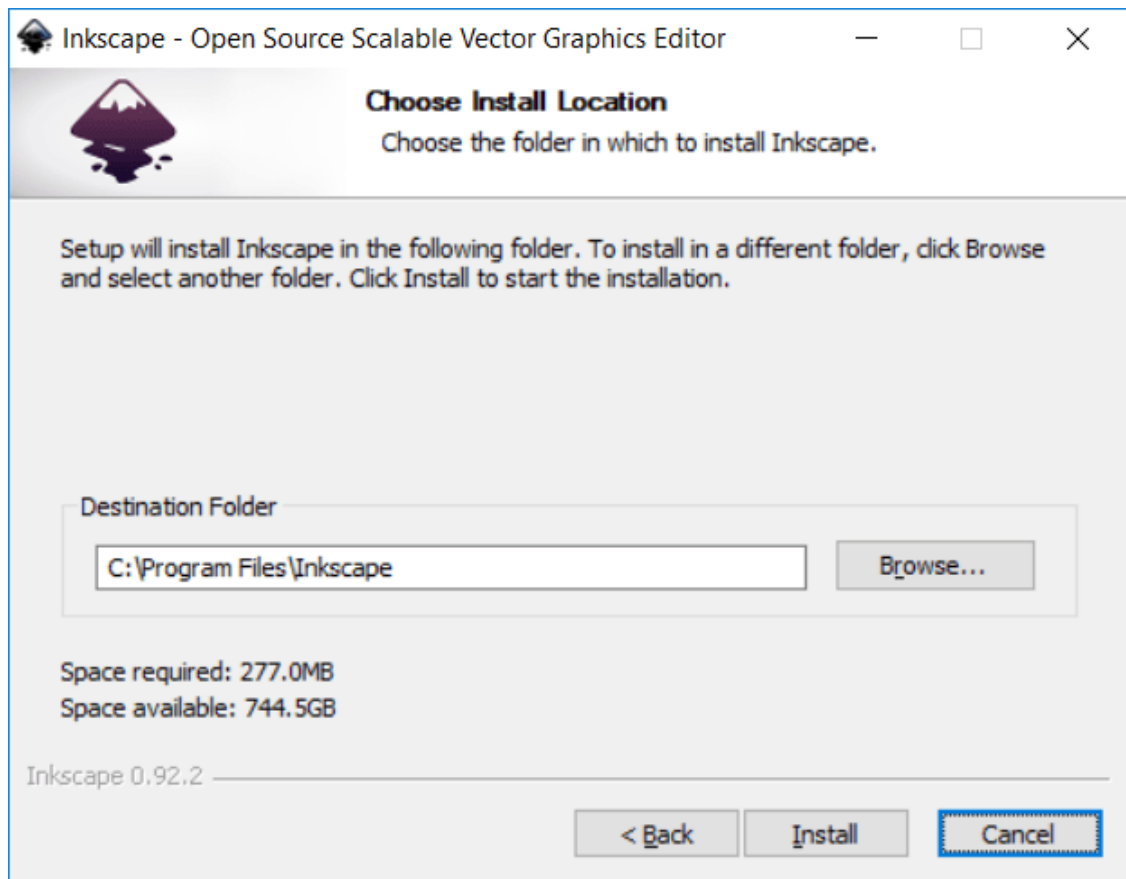 Inkscape - Open Source Scalable Vector Graphics Editor
Choose Install Location
Choose the folder in which to install Inkscape.
Setup will install Inkscape in the following folder. To install in a different folder, click Browse
and select another folder. Click Install to start the installation.
Destination Folder
C:\Program Files\Inkscape
Browse...
Space required: 277.0MB
Space available: 744.5GB
Inkscape 0.92.2
< Back
Install
Cancel